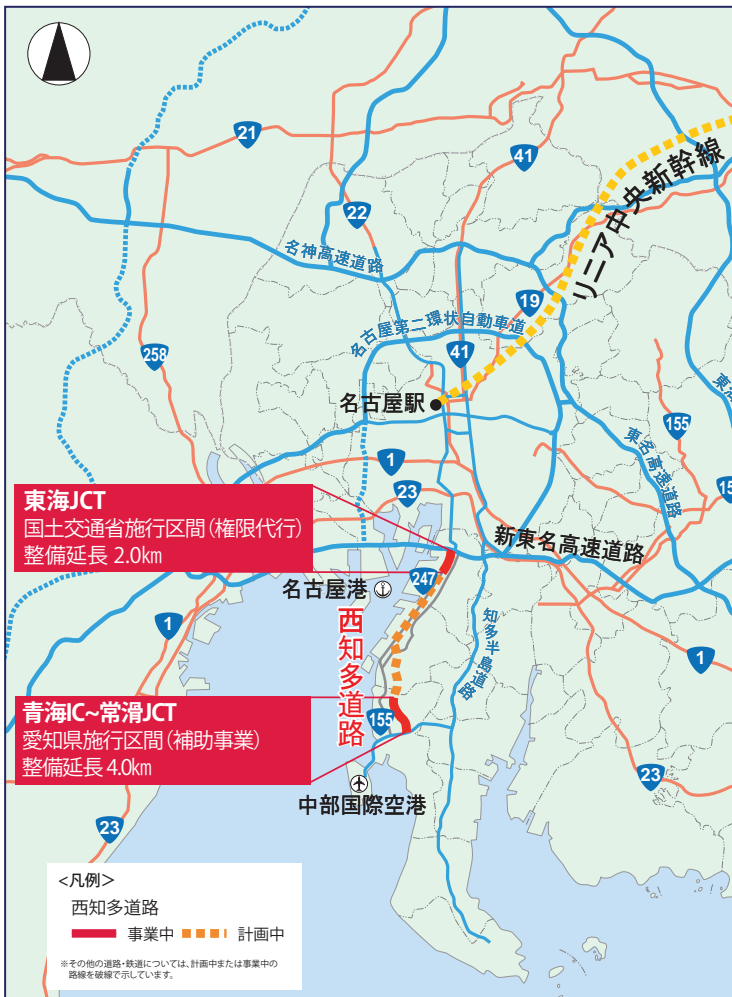 21
41
22
リニア中央新幹線
名神高速道路
19
名古屋第二環状自動車道
258
41
名古屋駅
155
東名高速道路
1
23
東海JCT
国土交通省施行区間(権限代行)
整備延長 2.0km
新東名高速道路
247
名古屋港
西知多道路
知多半島道路
1
1
青海IC~常滑JCT
愛知県施行区間(補助事業)
整備延長 4.0km
155
中部国際空港
23
23
<凡例>
西知多道路
事業中 計画中
※その他の道路・鉄道については、計画中または事業中の
路線を破線で示しています。